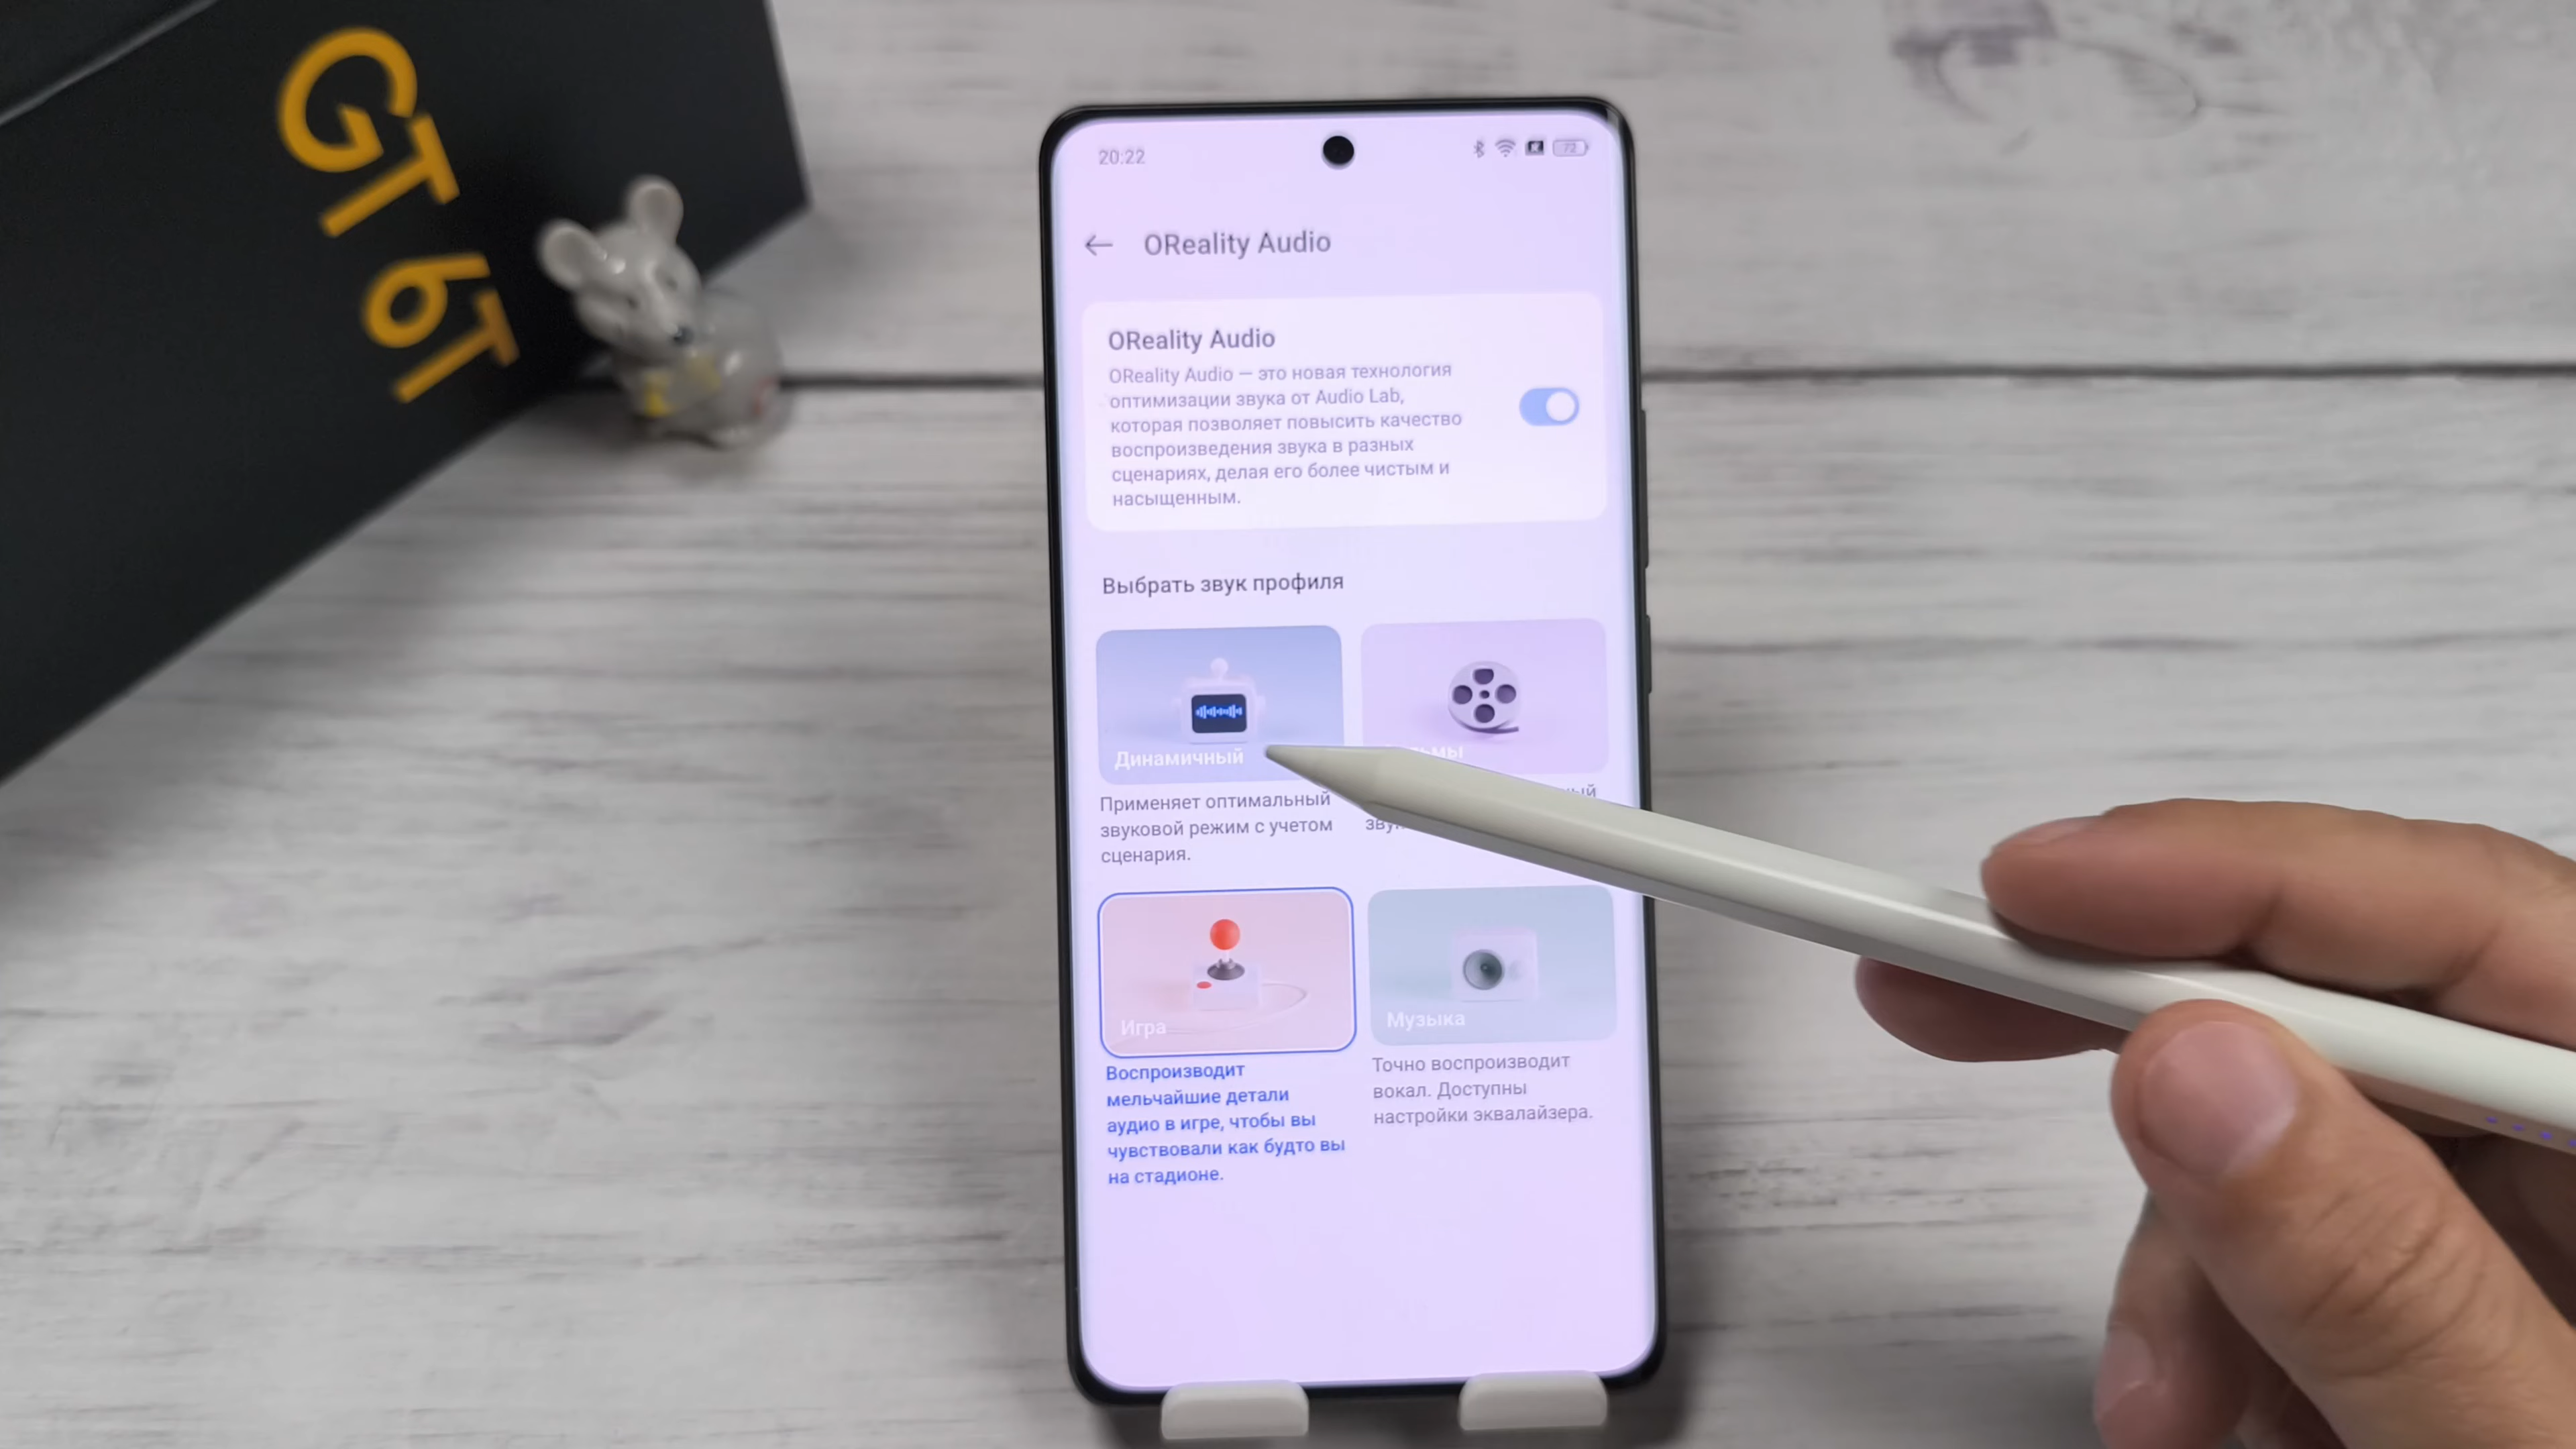 GT 6T
20:22
72
OReality Audio
OReality Audio
OReality Audio — это новая технология
оптимизации звука от Audio Lab,
которая позволяет повысить качество
воспроизведения звука в разных
сценариях, делая его более чистым и
насыщенным.
Выбрать звук профиля
Динамичный
Применяет оптимальный
звуковой режим с учетом
сценария.
Игра
Воспроизводит
мельчайшие детали
аудио в игре, чтобы вы
чувствовали как будто вы
на стадионе.
Музыка
Точно воспроизводит
вокал. Доступны
настройки эквалайзера.